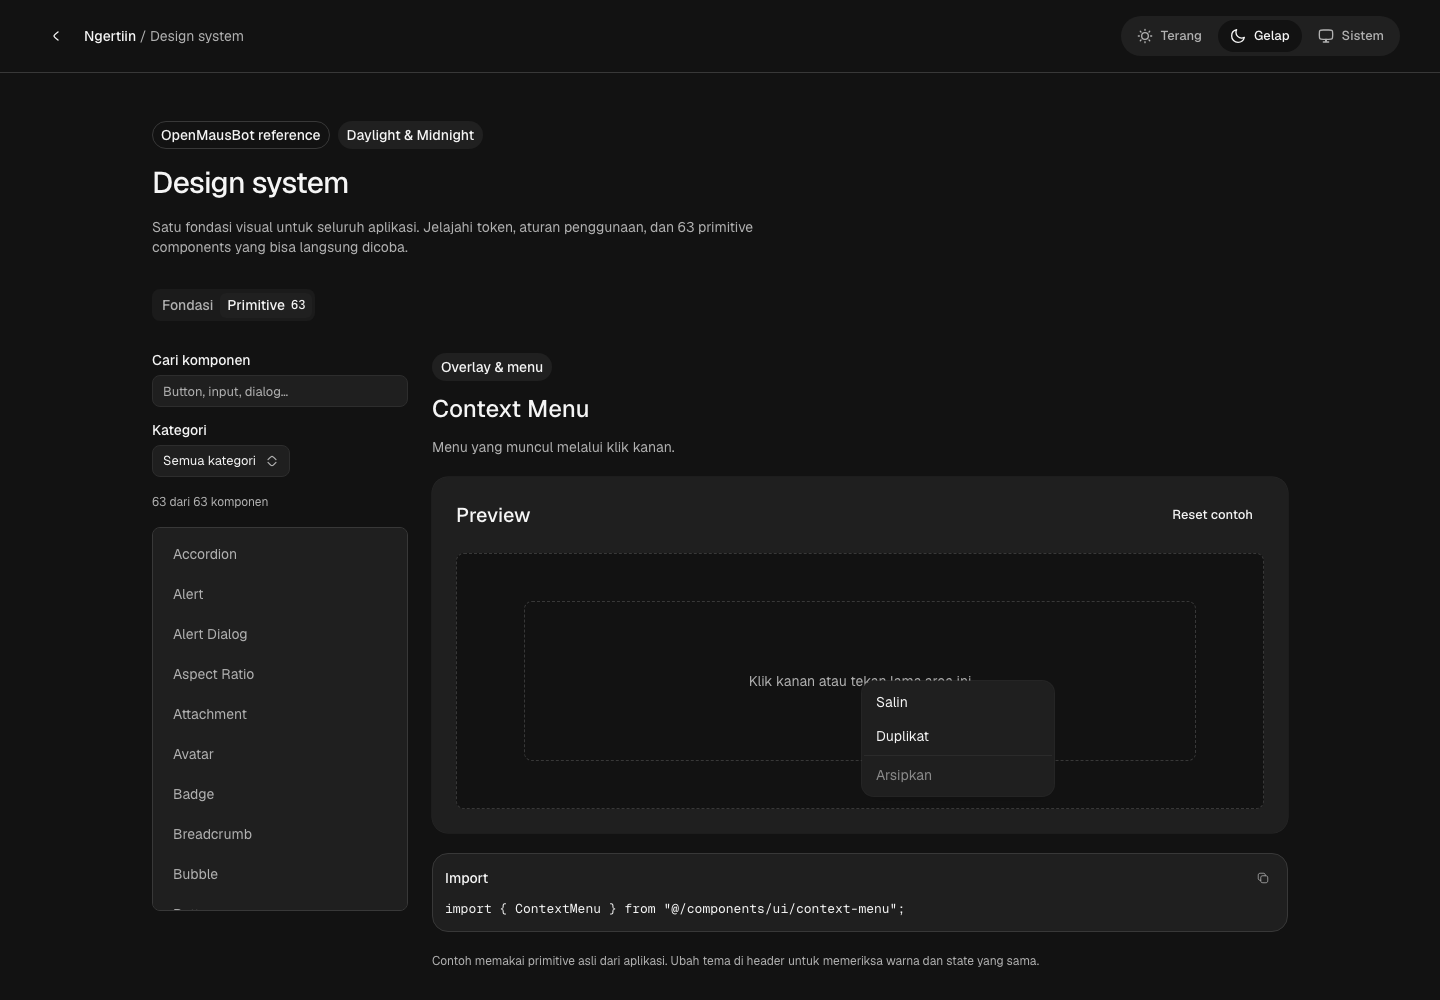 Ngertiin / Design system
Terang
Gelap
Sistem
OpenMausBot reference
Daylight & Midnight
Design system
Satu fondasi visual untuk seluruh aplikasi. Jelajahi token, aturan penggunaan, dan 63 primitive
components yang bisa langsung dicoba.
Fondasi
Primitive 63
Cari komponen
Button, input, dialog…
Kategori
Semua kategori
63 dari 63 komponen
Accordion
Alert
Alert Dialog
Aspect Ratio
Attachment
Avatar
Badge
Breadcrumb
Bubble
Overlay & menu
Context Menu
Menu yang muncul melalui klik kanan.
Preview
Reset contoh
Klik kanan atau tekan lama area ini
Salin
Duplikat
Arsipkan
Import
import { ContextMenu } from "@/components/ui/context-menu";
Contoh memakai primitive asli dari aplikasi. Ubah tema di header untuk memeriksa warna dan state yang sama.